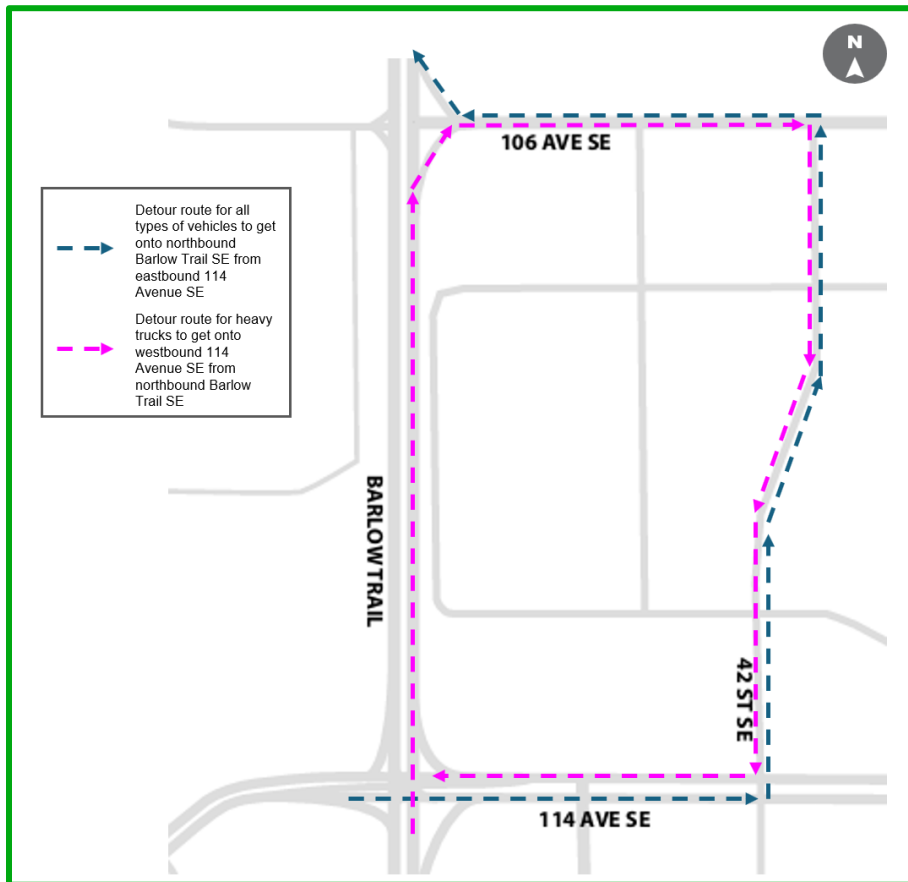 N
106 AVE SE
Detour route for all
types of vehicles to get
onto northbound
Barlow Trail SE from
eastbound 114
Avenue SE
Detour route for heavy
trucks to get onto
westbound 114
Avenue SE from
northbound Barlow
Trail SE
BARLOW TRAIL
42 ST SE
114 AVE SE